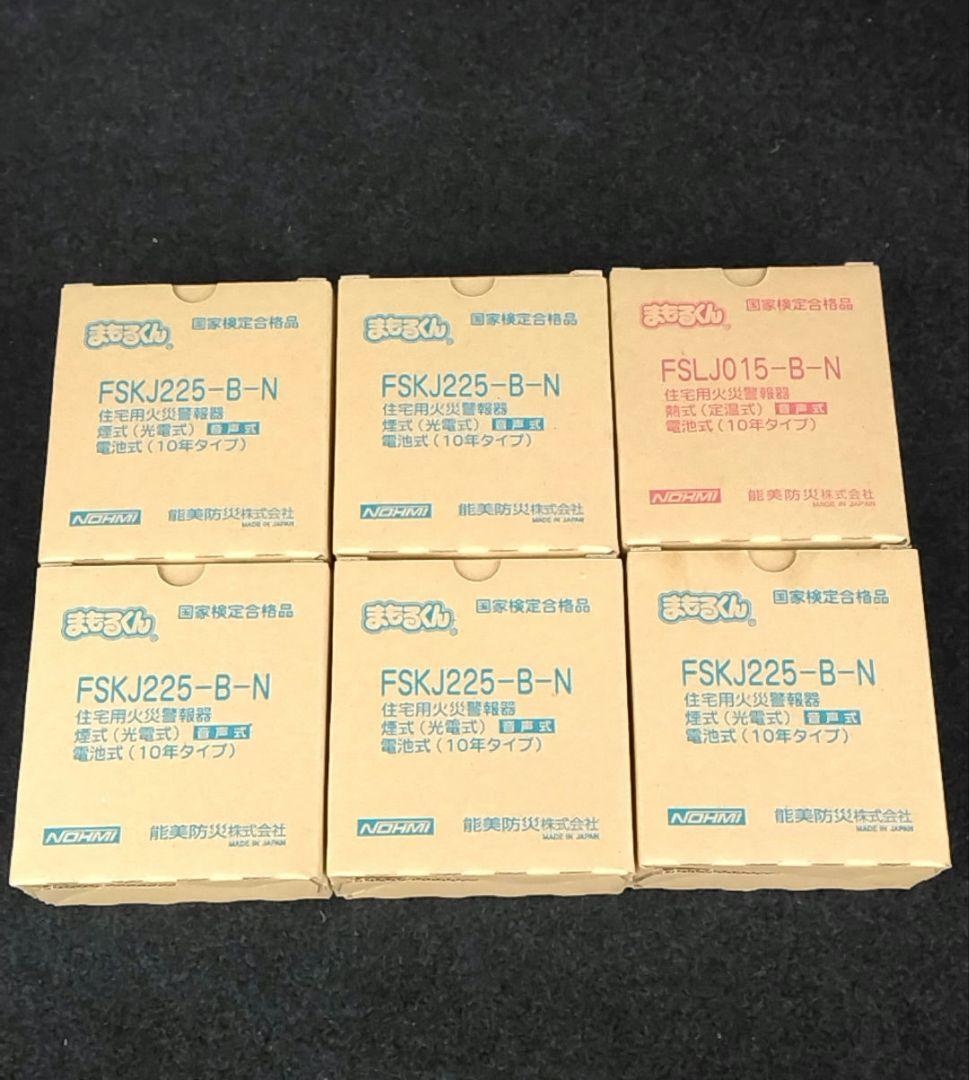 まもるくん® 国家検定合格品
FSKJ225-B-N
住宅用火災警報器
煙式(光電式) 音声式
電池式(10年タイプ)
NOHMI 能美防災株式会社
MADE IN JAPAN
まもるくん® 国家検定合格品
FSKJ225-B-N
住宅用火災警報器
煙式(光電式) 音声式
電池式(10年タイプ)
NOHMI 能美防災株式会社
MADE IN JAPAN
まもるくん® 国家検定合格品
FSLJ015-B-N
住宅用火災警報器
熱式(定温式) 音声式
電池式(10年タイプ)
NOHMI 能美防災株式会社
MADE IN JAPAN
まもるくん® 国家検定合格品
FSKJ225-B-N
住宅用火災警報器
煙式(光電式) 音声式
電池式(10年タイプ)
NOHMI 能美防災株式会社
MADE IN JAPAN
まもるくん® 国家検定合格品
FSKJ225-B-N
住宅用火災警報器
煙式(光電式) 音声式
電池式(10年タイプ)
NOHMI 能美防災株式会社
MADE IN JAPAN
まもるくん® 国家検定合格品
FSKJ225-B-N
住宅用火災警報器
煙式(光電式) 音声式
電池式(10年タイプ)
NOHMI 能美防災株式会社
MADE IN JAPAN